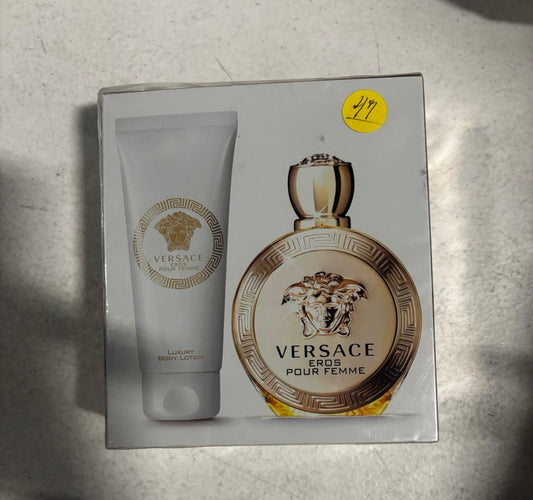 VERSACE
EROS
POUR FEMME
LUXURY
BODY LOTION
VERSACE
EROS
POUR FEMME